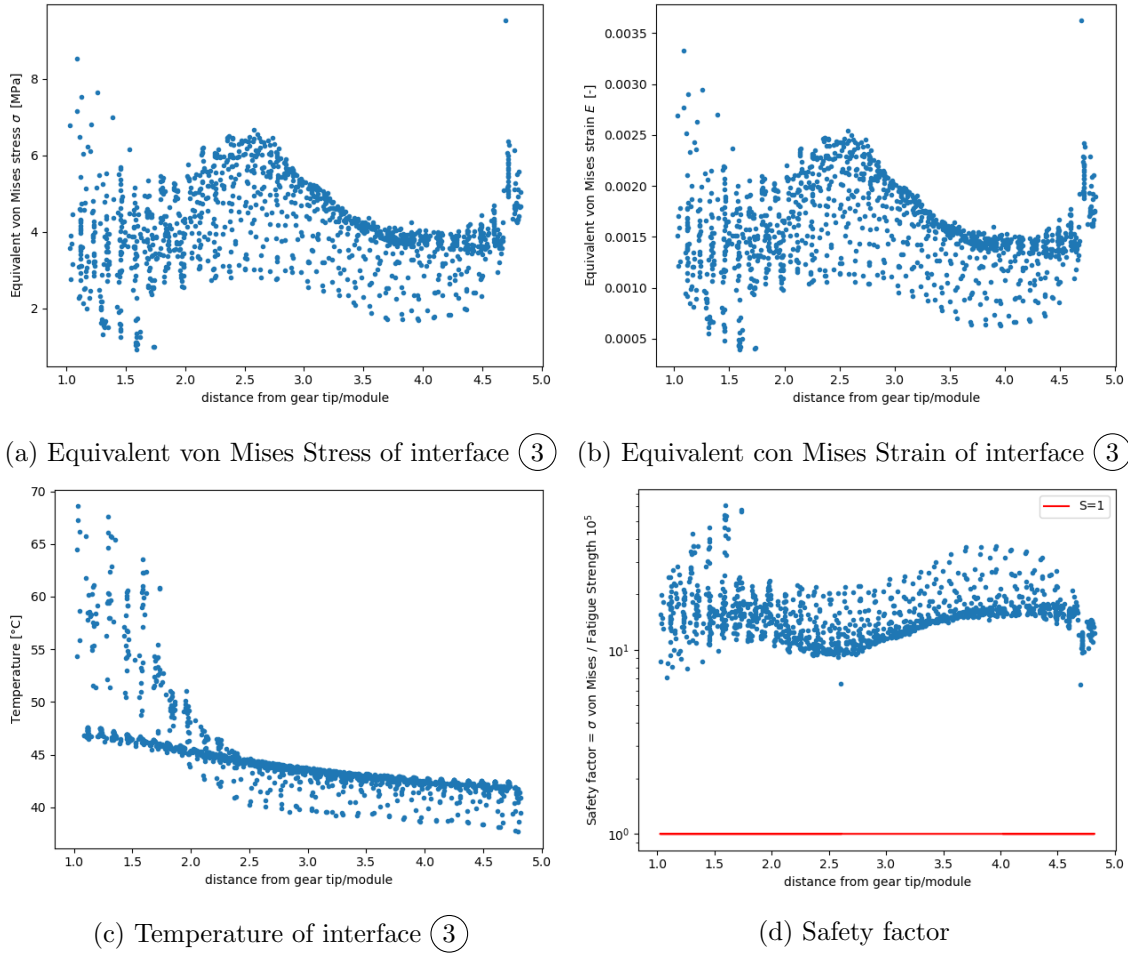 8
6
4
2
Equivalent von Mises stress σ [MPa]
1.0 1.5 2.0 2.5 3.0 3.5 4.0 4.5 5.0
distance from gear tip/module
0.0035
0.0030
0.0025
0.0020
0.0015
0.0010
0.0005
Equivalent von Mises strain E [-]
1.0 1.5 2.0 2.5 3.0 3.5 4.0 4.5 5.0
distance from gear tip/module
(a) Equivalent von Mises Stress of interface ③
(b) Equivalent con Mises Strain of interface ③
70
65
60
55
50
45
40
Temperature [°C]
1.0 1.5 2.0 2.5 3.0 3.5 4.0 4.5 5.0
distance from gear tip/module
S=1
10¹
10⁰
Safety factor = σ von Mises / Fatigue Strength 10⁵
1.0 1.5 2.0 2.5 3.0 3.5 4.0 4.5 5.0
distance from gear tip/module
(c) Temperature of interface ③
(d) Safety factor